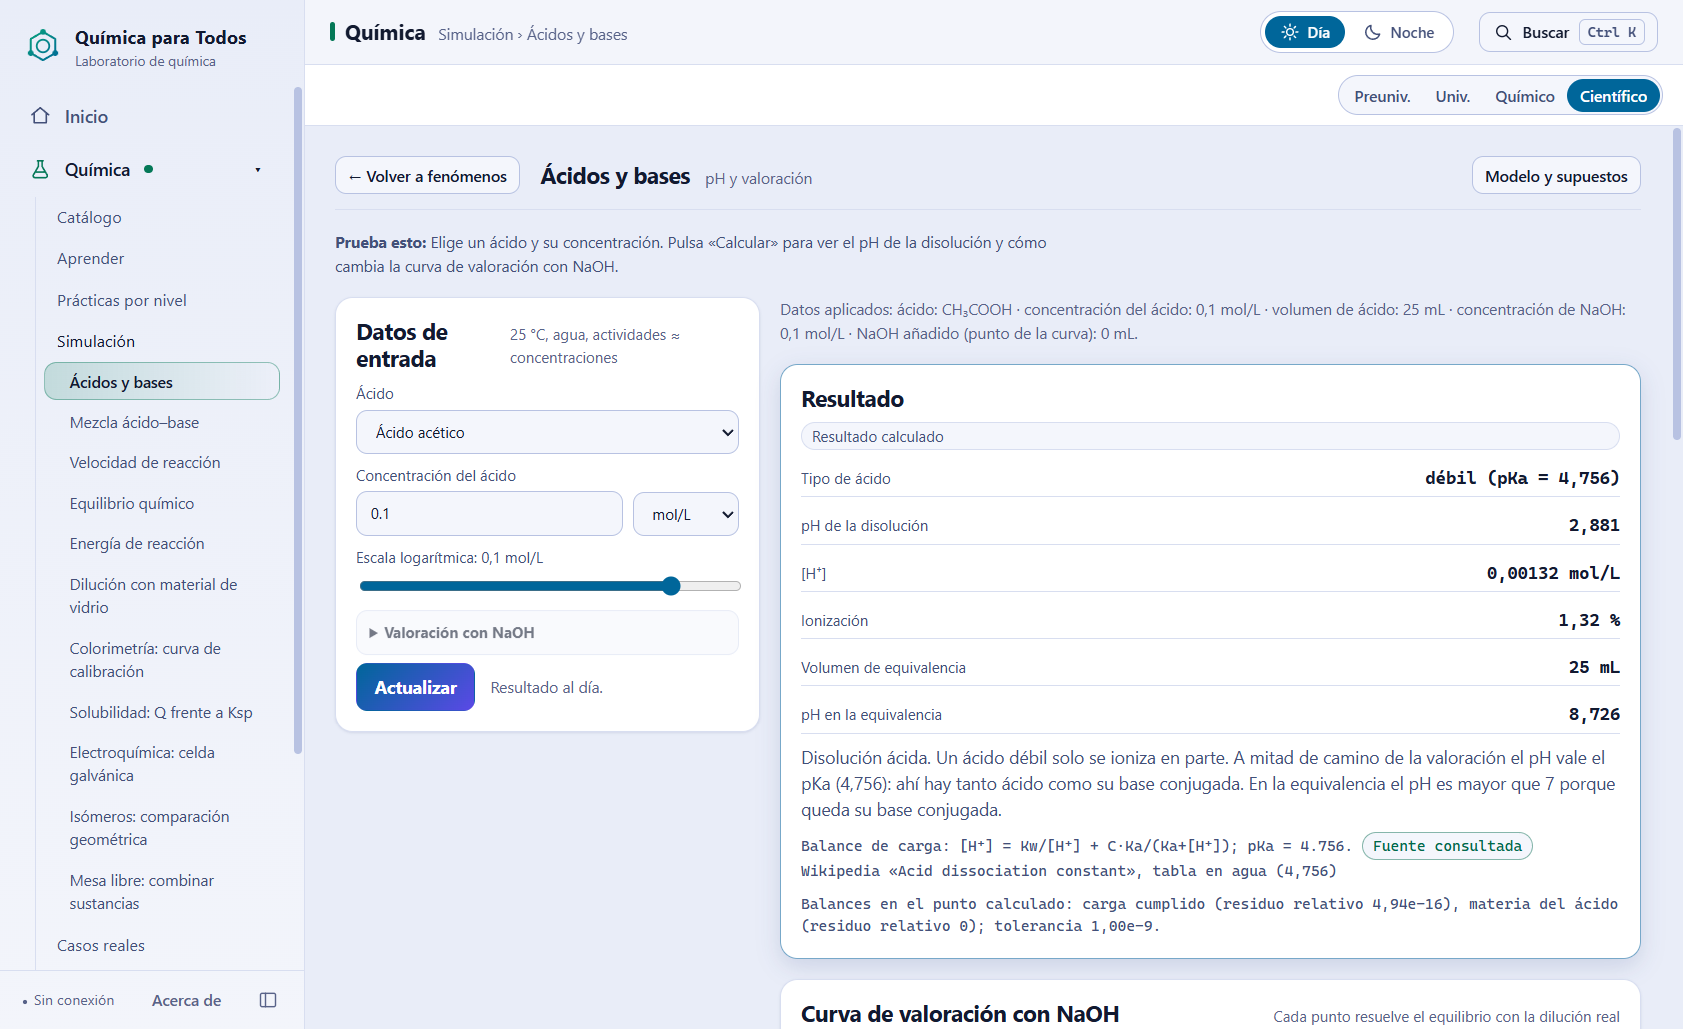 Química para Todos
Laboratorio de química
Inicio
Química
Catálogo
Aprender
Prácticas por nivel
Simulación
Ácidos y bases
Mezcla ácido–base
Velocidad de reacción
Equilibrio químico
Energía de reacción
Dilución con material de
vidrio
Colorimetría: curva de
calibración
Solubilidad: Q frente a Ksp
Electroquímica: celda
galvánica
Isómeros: comparación
geométrica
Mesa libre: combinar
sustancias
Casos reales
• Sin conexión
Acerca de
Química Simulación › Ácidos y bases
Día
Noche
Buscar Ctrl K
Preuniv.
Univ.
Químico
Científico
← Volver a fenómenos
Ácidos y bases pH y valoración
Modelo y supuestos
Prueba esto: Elige un ácido y su concentración. Pulsa «Calcular» para ver el pH de la disolución y cómo
cambia la curva de valoración con NaOH.
Datos de
entrada
25 °C, agua, actividades ≈
concentraciones
Ácido
Ácido acético
Concentración del ácido
0.1
mol/L
Escala logarítmica: 0,1 mol/L
▸ Valoración con NaOH
Actualizar
Resultado al día.
Datos aplicados: ácido: CH₃COOH · concentración del ácido: 0,1 mol/L · volumen de ácido: 25 mL · concentración de NaOH:
0,1 mol/L · NaOH añadido (punto de la curva): 0 mL.
Resultado
Resultado calculado
Tipo de ácido débil (pKa = 4,756)
pH de la disolución 2,881
[H⁺] 0,00132 mol/L
Ionización 1,32 %
Volumen de equivalencia 25 mL
pH en la equivalencia 8,726
Disolución ácida. Un ácido débil solo se ioniza en parte. A mitad de camino de la valoración el pH vale el
pKa (4,756): ahí hay tanto ácido como su base conjugada. En la equivalencia el pH es mayor que 7 porque
queda su base conjugada.
Balance de carga: [H⁺] = Kw/[H⁺] + C·Ka/(Ka+[H⁺]); pKa = 4.756. Fuente consultada
Wikipedia «Acid dissociation constant», tabla en agua (4,756)
Balances en el punto calculado: carga cumplido (residuo relativo 4,94e−16), materia del ácido
(residuo relativo 0); tolerancia 1,00e−9.
Curva de valoración con NaOH
Cada punto resuelve el equilibrio con la dilución real